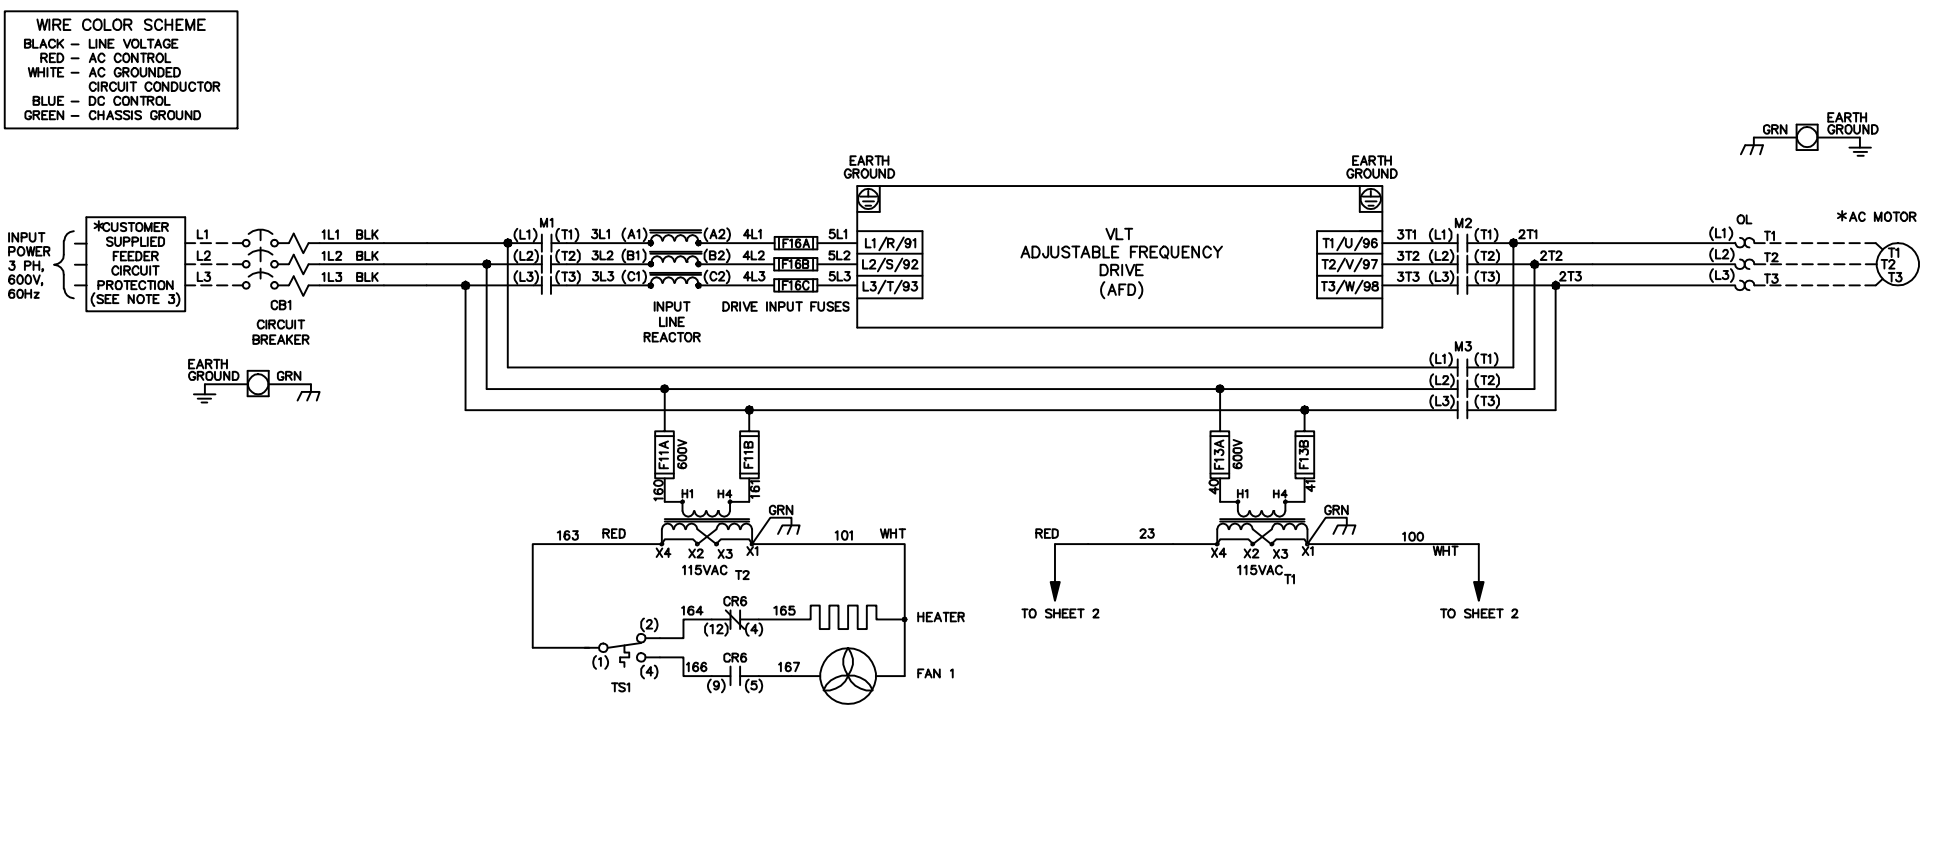 WIRE COLOR SCHEME
BLACK – LINE VOLTAGE
RED – AC CONTROL
WHITE – AC GROUNDED
CIRCUIT CONDUCTOR
BLUE – DC CONTROL
GREEN – CHASSIS GROUND
GRN
EARTH
GROUND
EARTH
GROUND
EARTH
GROUND
INPUT
POWER
3 PH,
600V,
60Hz
*CUSTOMER
SUPPLIED
FEEDER
CIRCUIT
PROTECTION
(SEE NOTE 3)
L1
L2
L3
CB1
CIRCUIT
BREAKER
1L1 BLK
1L2 BLK
1L3 BLK
M1
(L1) (T1) 3L1 (A1) (A2) 4L1 F16A 5L1 L1/R/91
(L2) (T2) 3L2 (B1) (B2) 4L2 F16B 5L2 L2/S/92
(L3) (T3) 3L3 (C1) (C2) 4L3 F16C 5L3 L3/T/93
INPUT
LINE
REACTOR
DRIVE INPUT FUSES
VLT
ADJUSTABLE FREQUENCY
DRIVE
(AFD)
M2
T1/U/96 3T1 (L1) (T1) 2T1
T2/V/97 3T2 (L2) (T2) 2T2
T3/W/98 3T3 (L3) (T3) 2T3
OL
(L1) T1
(L2) T2
(L3) T3
*AC MOTOR
T1
T2
T3
EARTH
GROUND
GRN
M3
(L1) (T1)
(L2) (T2)
(L3) (T3)
F11A
600V
F11B
160
161
H1 H4
GRN
163 RED
X4 X2 X3 X1
101 WHT
115VAC T2
CR6
164 165
(12) (4)
HEATER
(2)
(1)
(4)
TS1
CR6
166 167
(9) (5)
FAN 1
F13A
600V
F13B
40
41
H1 H4
GRN
RED 23
X4 X2 X3 X1
100
WHT
115VAC T1
TO SHEET 2
TO SHEET 2